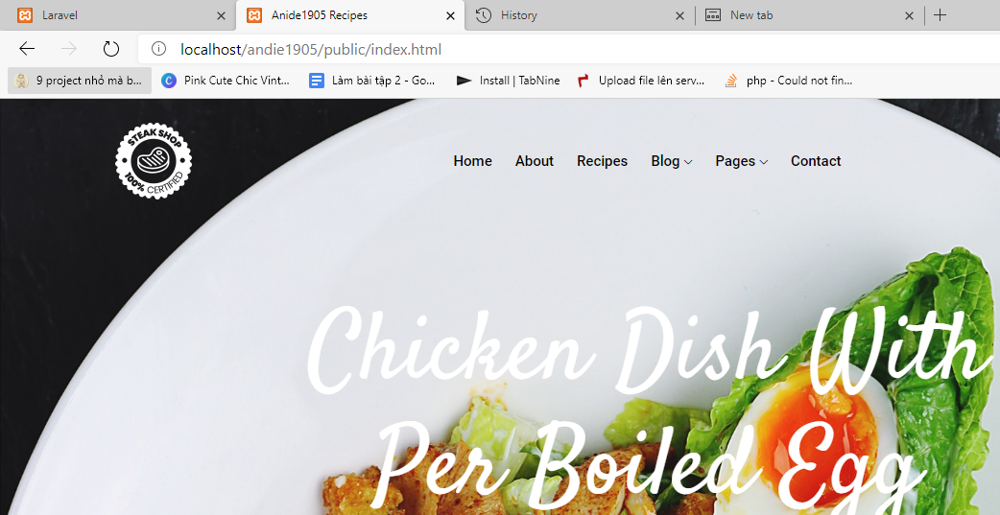 Laravel
Anide1905 Recipes
History
New tab
localhost/andie1905/public/index.html
9 project nhỏ mà b...
Pink Cute Chic Vint...
Làm bài tập 2 - Go...
Install | TabNine
Upload file lên serv...
php - Could not fin...
STEAK SHOP
100% CERTIFIED
Home
About
Recipes
Blog
Pages
Contact
Chicken Dish With
Per Boiled Egg